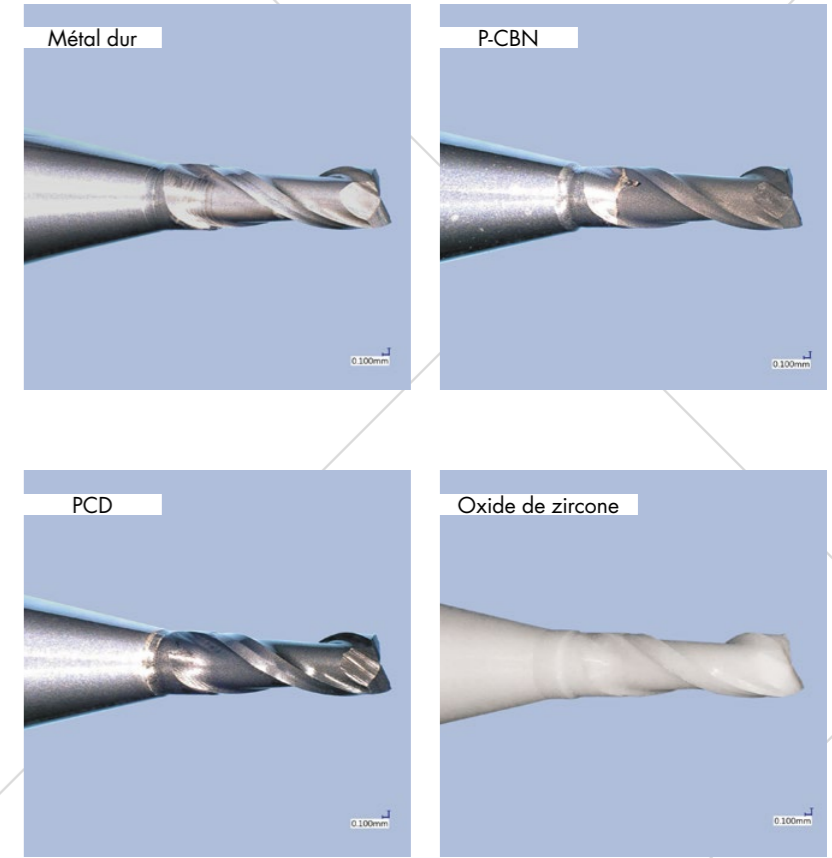 Métal dur
P-CBN
0.100mm
0.100mm
PCD
Oxide de zircone
0.100mm
0.100mm